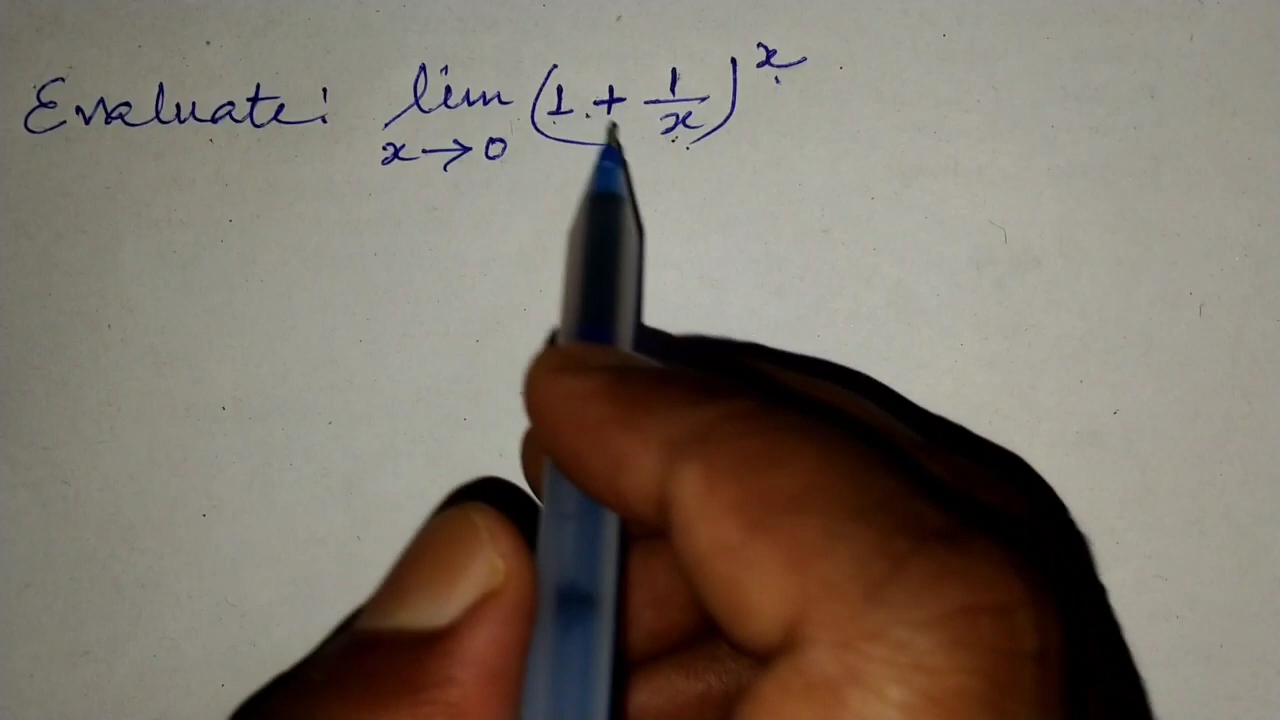 Evaluate: lim (1 + 1/x)^x
x→0